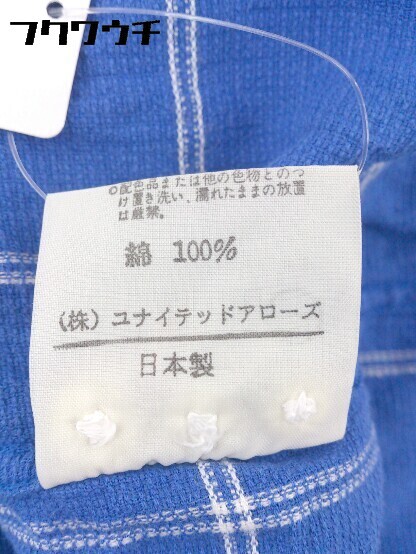 フクワウチ
○配色品または他の色物とのつ
け置き洗い、濡れたままの放置
は厳禁。
綿 100%
(株) ユナイテッドアローズ
日本製